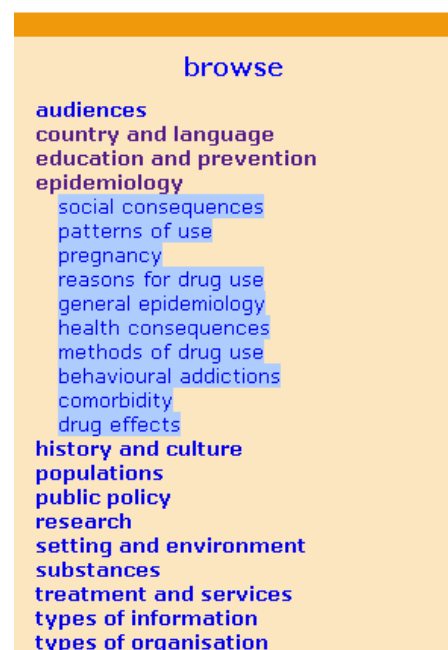 browse
audiences
country and language
education and prevention
epidemiology
social consequences
patterns of use
pregnancy
reasons for drug use
general epidemiology
health consequences
methods of drug use
behavioural addictions
comorbidity
drug effects
history and culture
populations
public policy
research
setting and environment
substances
treatment and services
types of information
types of organisation